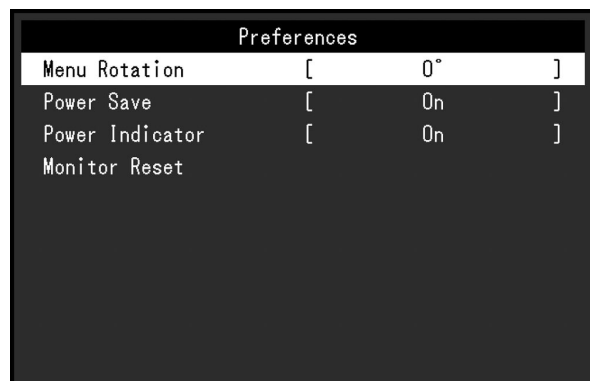 Preferences
Menu Rotation [ 0° ]
Power Save [ On ]
Power Indicator [ On ]
Monitor Reset